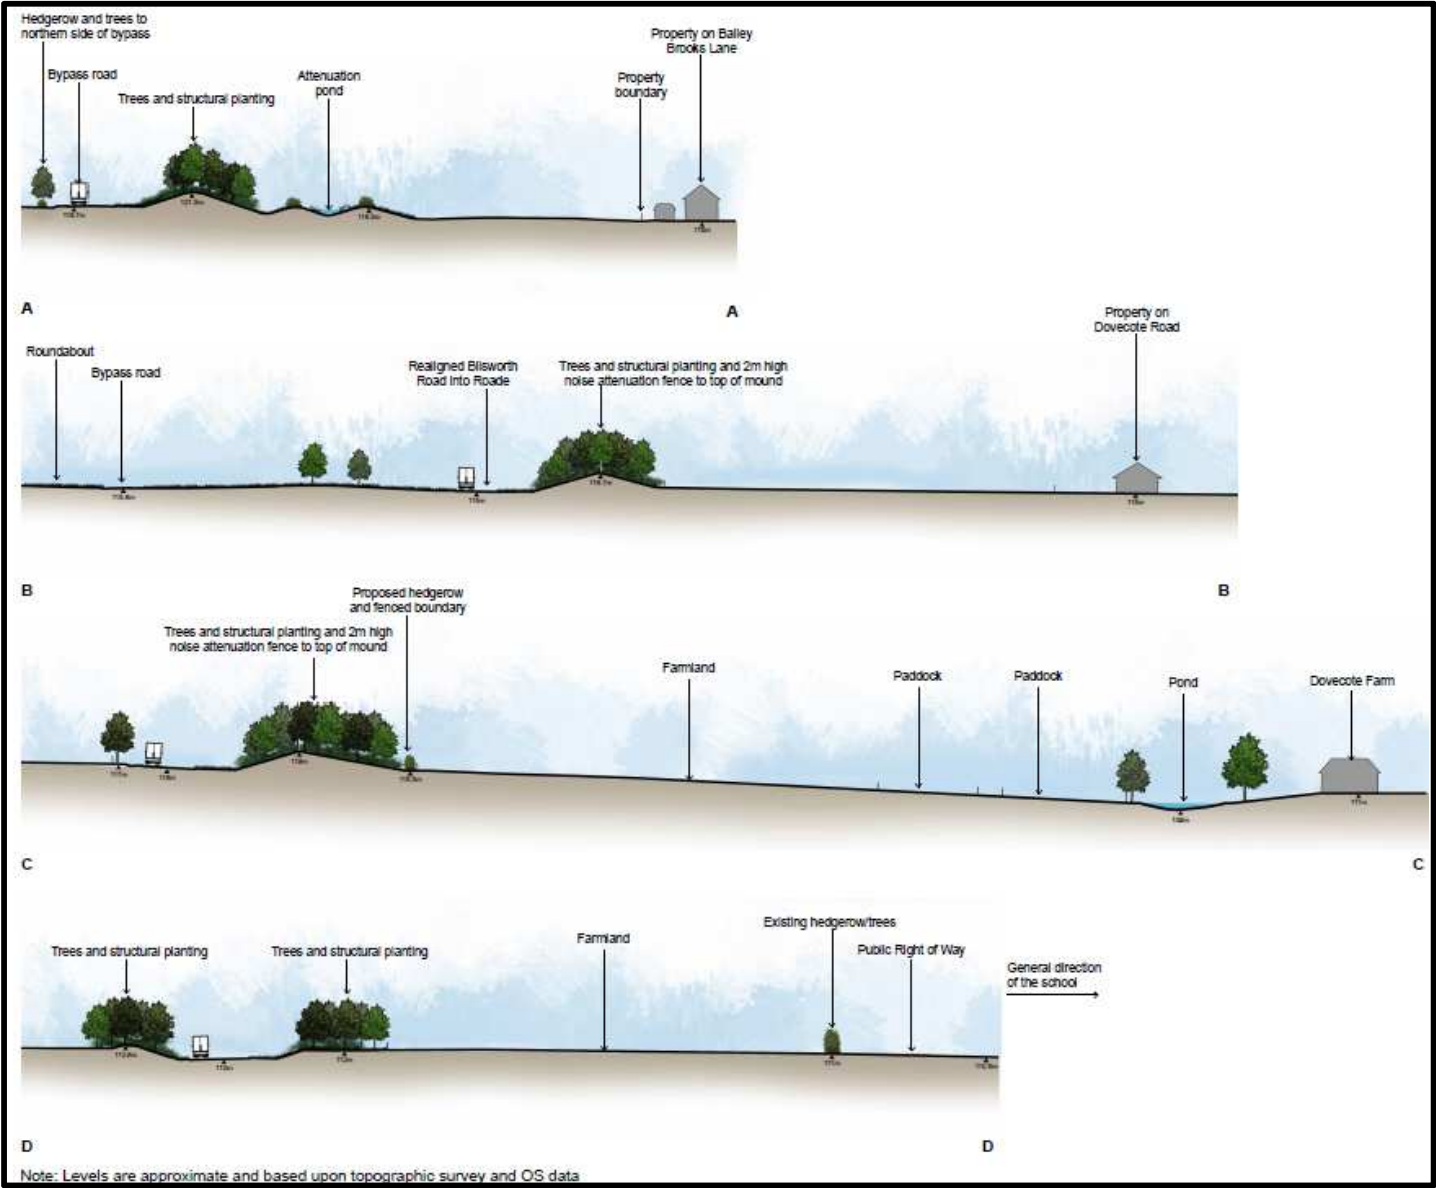 Hedgerow and trees to
northern side of bypass
Bypass road
Trees and structural planting
Attenuation
pond
Property
boundary
Property on Bailey
Brooks Lane
A
A
Roundabout
Bypass road
Realigned Blisworth
Road into Roade
Trees and structural planting and 2m high
noise attenuation fence to top of mound
Property on
Dovecote Road
B
B
Trees and structural planting and 2m high
noise attenuation fence to top of mound
Proposed hedgerow
and fenced boundary
Farmland
Paddock
Paddock
Pond
Dovecote Farm
C
C
Trees and structural planting
Trees and structural planting
Farmland
Existing hedgerow/trees
Public Right of Way
General direction
of the school
D
D
Note: Levels are approximate and based upon topographic survey and OS data